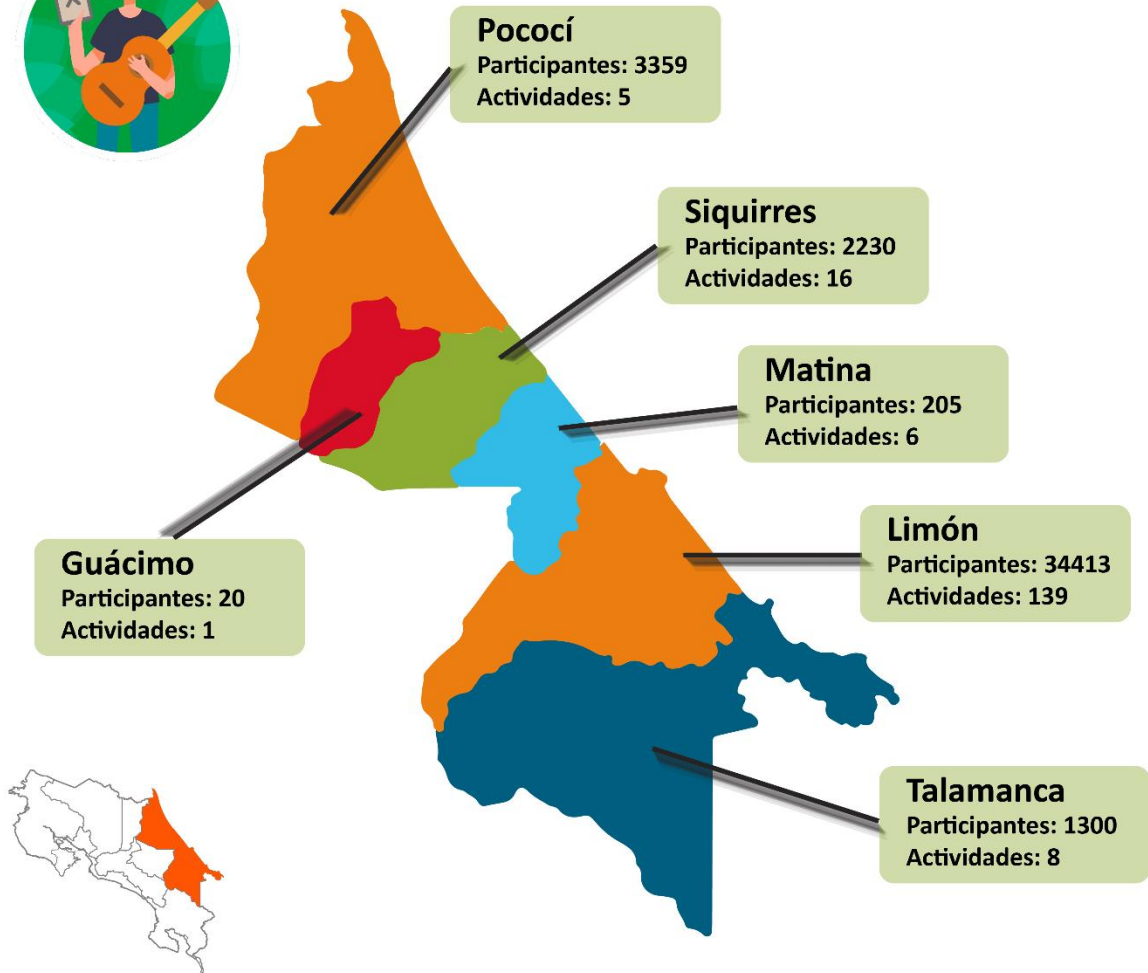 Pococí
Participantes: 3359
Actividades: 5
Siquirres
Participantes: 2230
Actividades: 16
Matina
Participantes: 205
Actividades: 6
Limón
Participantes: 34413
Actividades: 139
Guácimo
Participantes: 20
Actividades: 1
Talamanca
Participantes: 1300
Actividades: 8